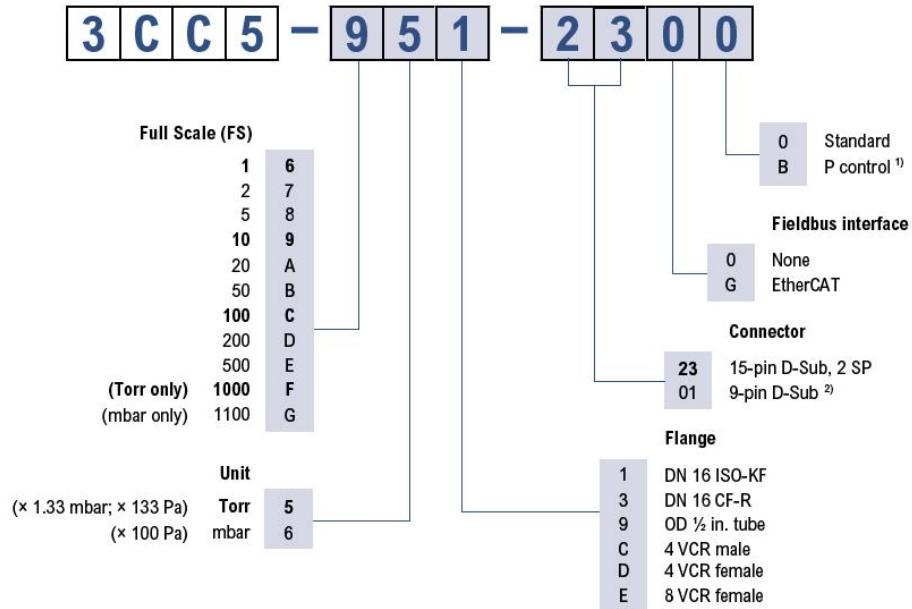 3CC5 – 951 – 2300
0 Standard
B P control 1)
Fieldbus interface
0 None
G EtherCAT
Connector
23 15-pin D-Sub, 2 SP
01 9-pin D-Sub 2)
Flange
1 DN 16 ISO-KF
3 DN 16 CF-R
9 OD ½ in. tube
C 4 VCR male
D 4 VCR female
E 8 VCR female
Full Scale (FS)
1 6
2 7
5 8
10 9
20 A
50 B
100 C
200 D
500 E
(Torr only) 1000 F
(mbar only) 1100 G
Unit
(× 1.33 mbar; × 133 Pa) Torr 5
(× 100 Pa) mbar 6